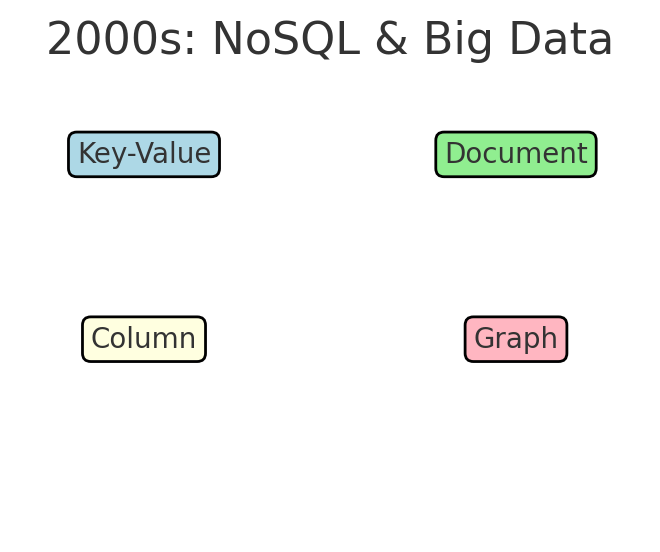 2000s: NoSQL & Big Data
Key-Value
Document
Column
Graph